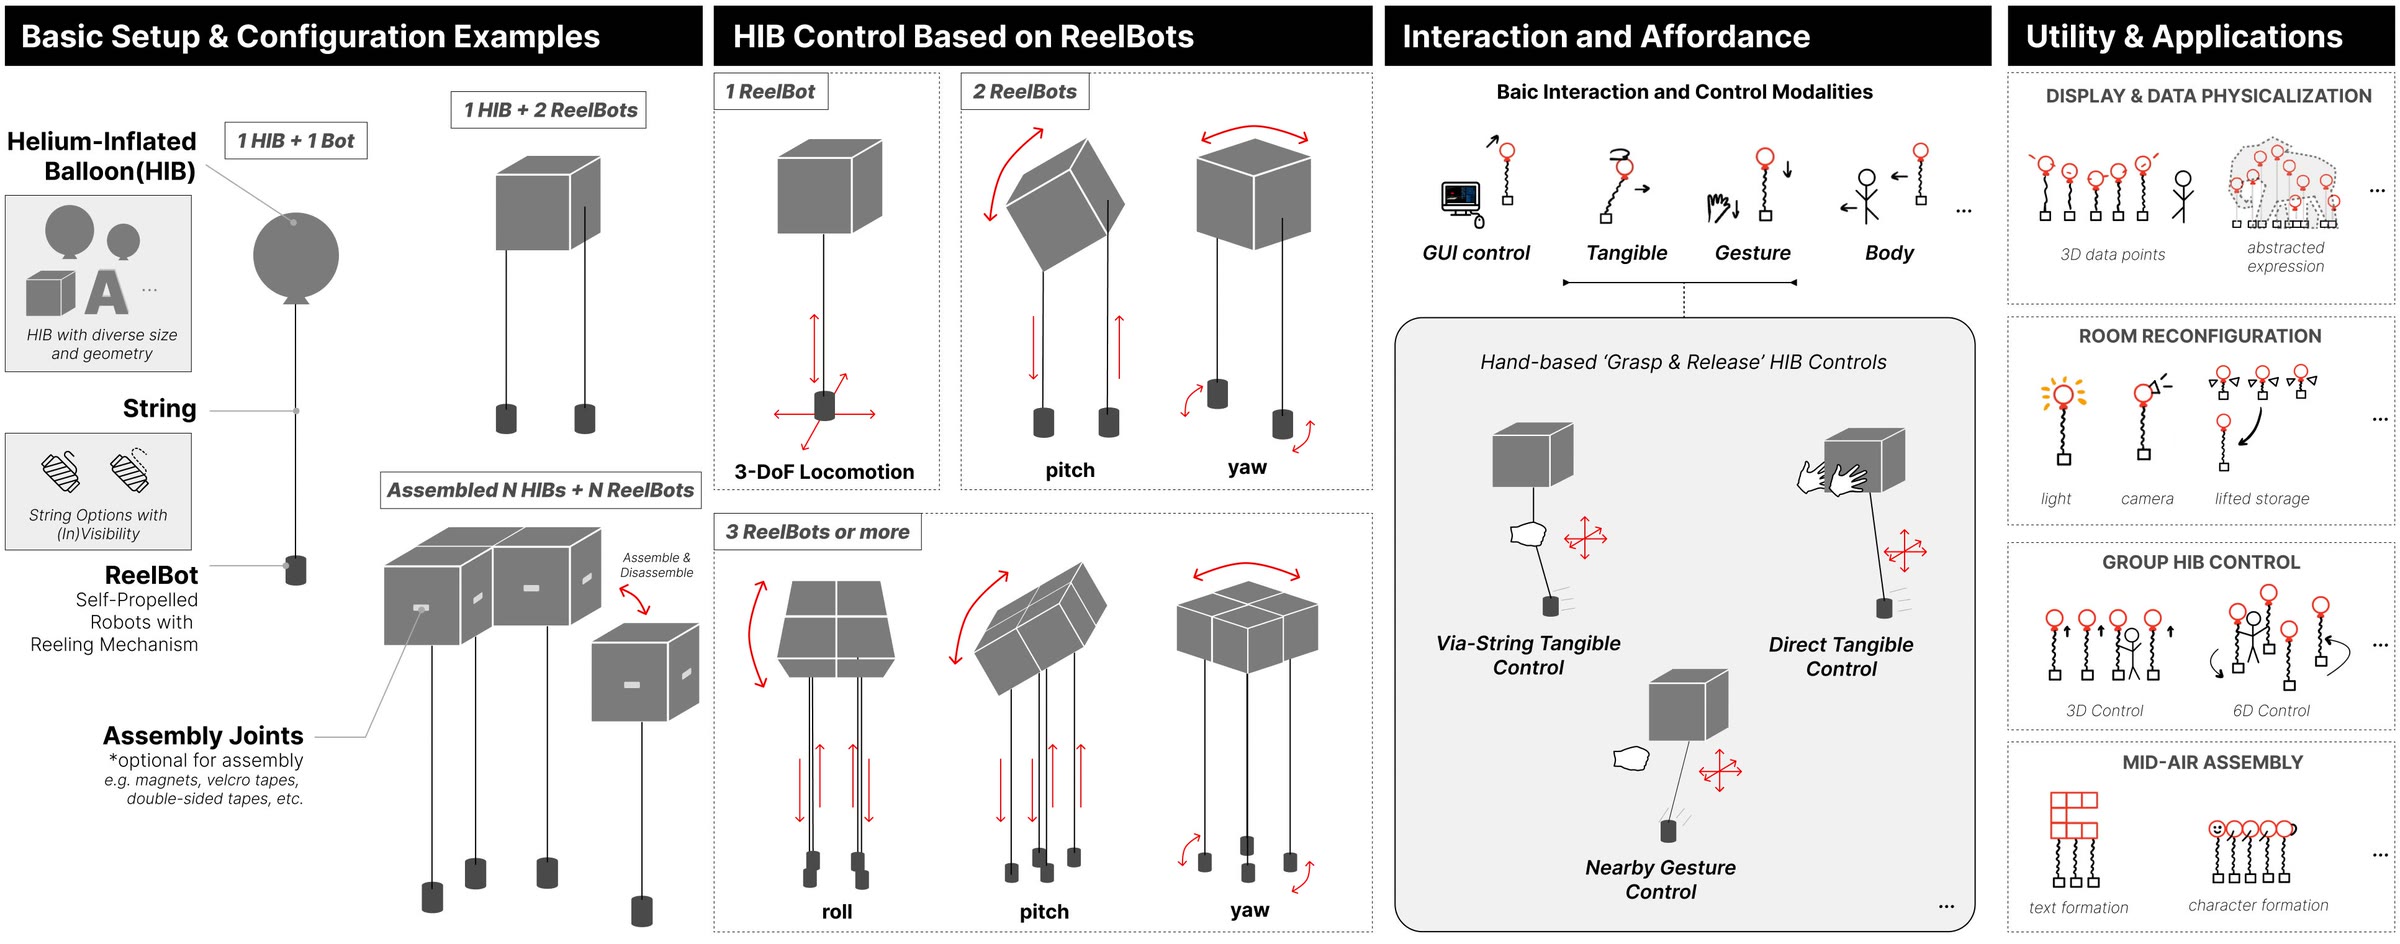 Basic Setup & Configuration Examples
1 HIB + 1 Bot
1 HIB + 2 ReelBots
Helium-Inflated
Balloon(HIB)
A
...
HIB with diverse size
and geometry
String
String Options with
(In)Visibility
ReelBot
Self-Propelled
Robots with
Reeling Mechanism
Assembled N HIBs + N ReelBots
Assemble &
Disassemble
Assembly Joints
*optional for assembly
e.g. magnets, velcro tapes,
double-sided tapes, etc.
HIB Control Based on ReelBots
1 ReelBot
3-DoF Locomotion
2 ReelBots
pitch
yaw
3 ReelBots or more
roll
pitch
yaw
Interaction and Affordance
Baic Interaction and Control Modalities
GUI control
Tangible
Gesture
Body
...
Hand-based ‘Grasp & Release’ HIB Controls
Via-String Tangible
Control
Direct Tangible
Control
Nearby Gesture
Control
...
Utility & Applications
DISPLAY & DATA PHYSICALIZATION
...
3D data points
abstracted
expression
ROOM RECONFIGURATION
...
light
camera
lifted storage
GROUP HIB CONTROL
...
3D Control
6D Control
MID-AIR ASSEMBLY
...
text formation
character formation